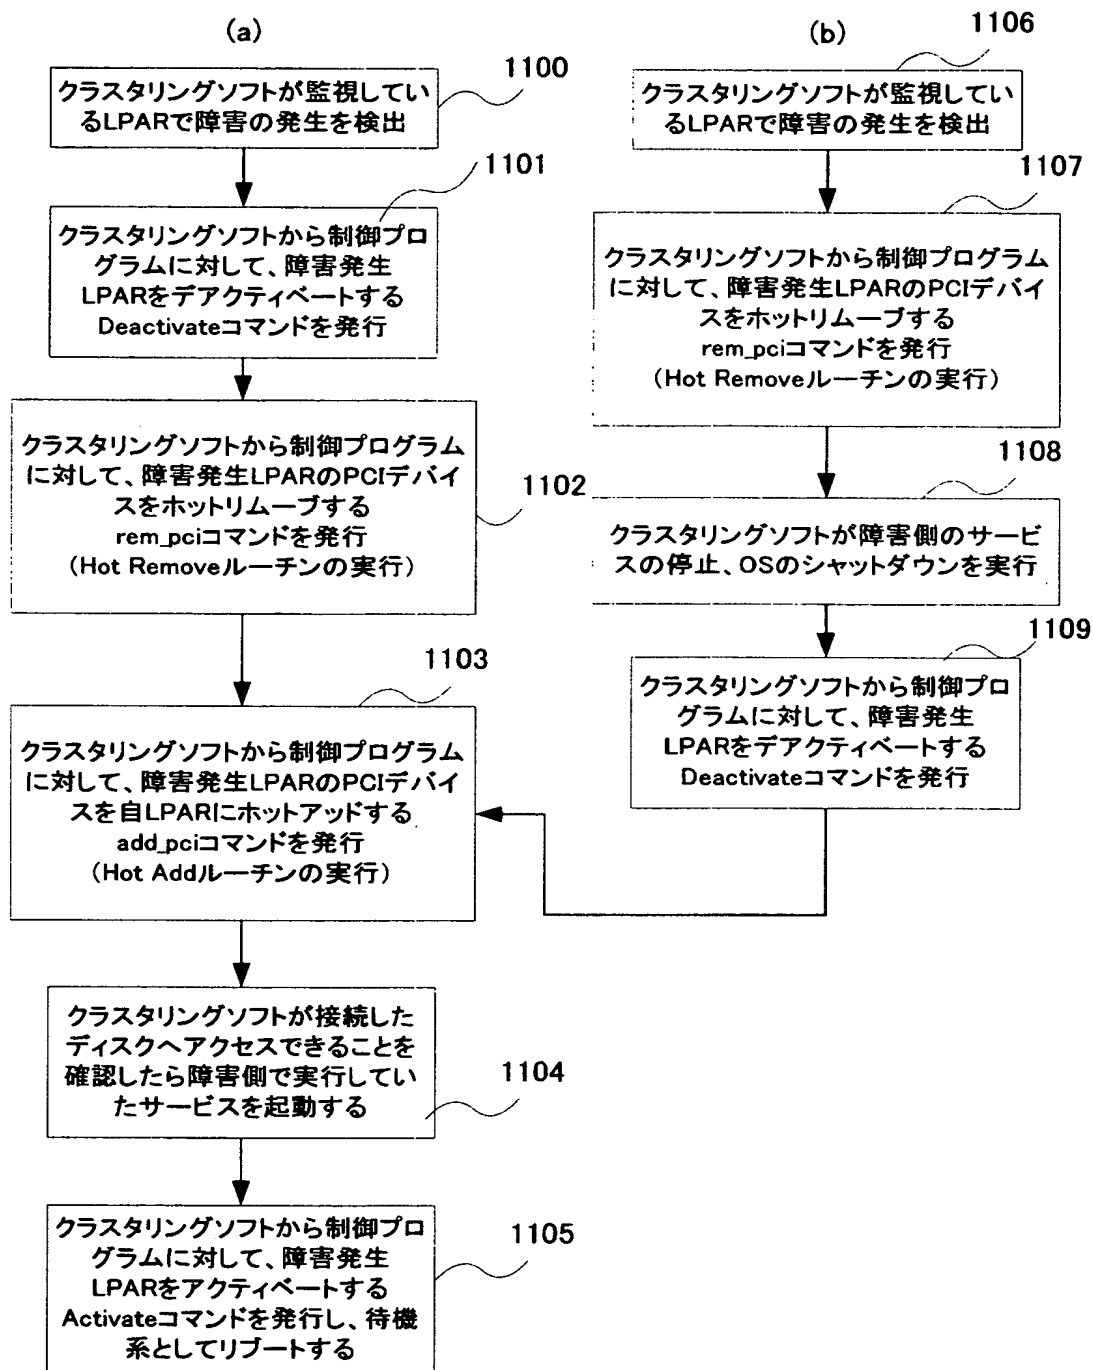 (a)
1100
クラスタリングソフトが監視してい
るLPARで障害の発生を検出
1101
クラスタリングソフトから制御プロ
グラムに対して、障害発生
LPARをデアクティベートする
Deactivateコマンドを発行
クラスタリングソフトから制御プログラム
に対して、障害発生LPARのPCIデバイ
スをホットリムーブする
rem_pciコマンドを発行
(Hot Removeルーチンの実行)
1102
1103
クラスタリングソフトから制御プログラム
に対して、障害発生LPARのPCIデバイ
スを自LPARにホットアッドする
add_pciコマンドを発行
(Hot Addルーチンの実行)
クラスタリングソフトが接続した
ディスクへアクセスできることを
確認したら障害側で実行してい
たサービスを起動する
1104
クラスタリングソフトから制御プロ
グラムに対して、障害発生
LPARをアクティベートする
Activateコマンドを発行し、待機
系としてリブートする
1105
(b)
1106
クラスタリングソフトが監視してい
るLPARで障害の発生を検出
1107
クラスタリングソフトから制御プログラム
に対して、障害発生LPARのPCIデバイ
スをホットリムーブする
rem_pciコマンドを発行
(Hot Removeルーチンの実行)
1108
クラスタリングソフトが障害側のサービ
スの停止、OSのシャットダウンを実行
1109
クラスタリングソフトから制御プロ
グラムに対して、障害発生
LPARをデアクティベートする
Deactivateコマンドを発行